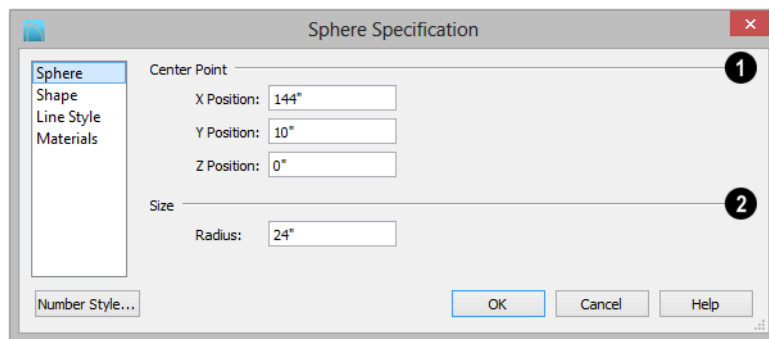 Sphere Specification
Sphere
Shape
Line Style
Materials
Center Point
1
X Position: 144"
Y Position: 10"
Z Position: 0"
Size
2
Radius: 24"
Number Style...
OK
Cancel
Help